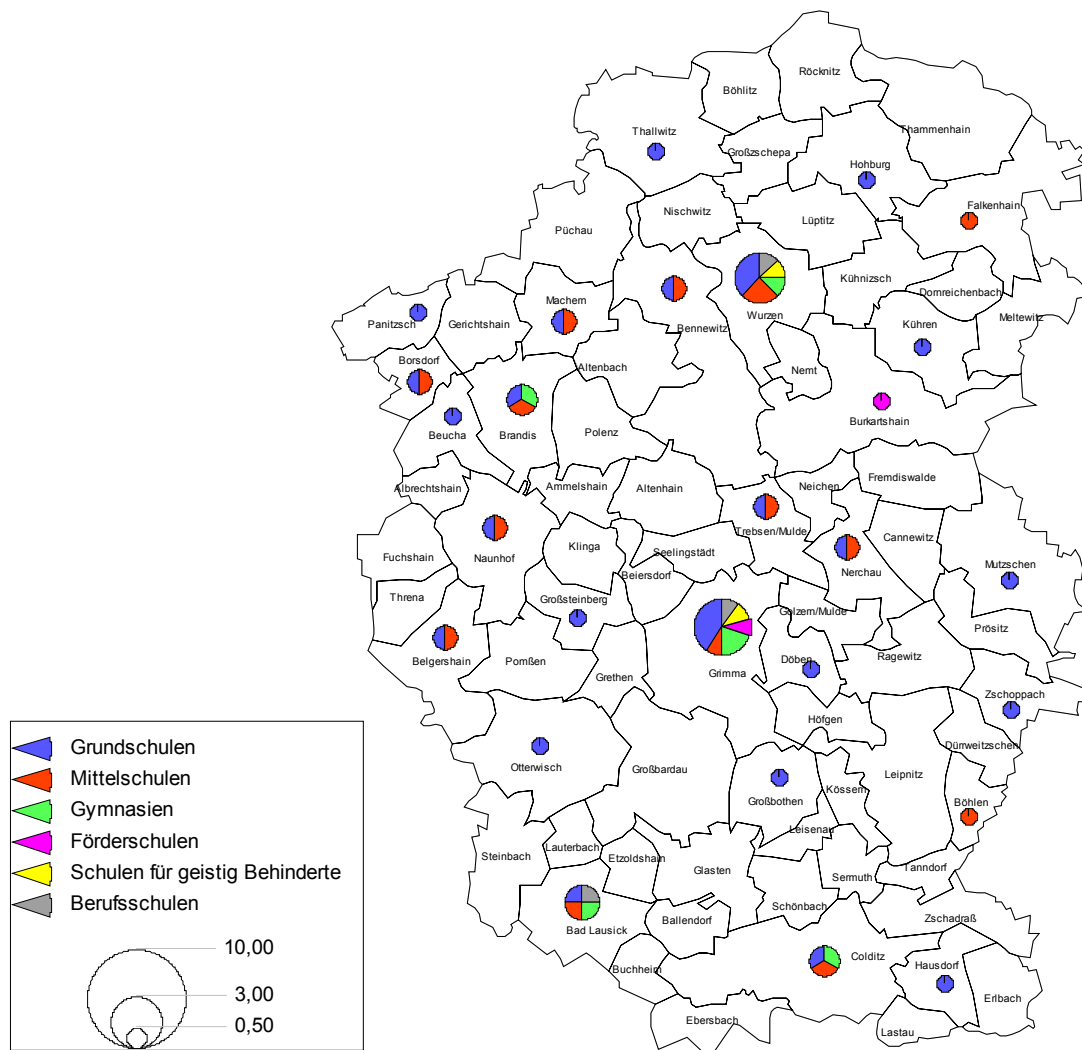 Röcknitz
Böhlitz
Thallwitz
Thammenhain
Großzschepa
Hohburg
Falkenhain
Nischwitz
Lüptitz
Püchau
Kühnizsch
Dornreichenbach
Machern
Wurzen
Meltewitz
Panitzsch
Gerichtshain
Bennewitz
Kühren
Borsdorf
Altenbach
Nemt
Burkartshain
Beucha
Brandis
Polenz
Albrechtshain
Ammelshain
Altenhain
Neichen
Fremdiswalde
Trebsen/Mulde
Cannewitz
Fuchshain
Naunhof
Klinga
Seelingstädt
Nerchau
Mutzschen
Beiersdorf
Threna
Großsteinberg
Golzern/Mulde
Prösitz
Belgershain
Pomßen
Grethen
Grimma
Döben
Ragewitz
Zschoppach
Höfgen
Dürrweitzschen
Otterwisch
Großbardau
Leipnitz
Kössern
Großbothen
Böhlen
Leisenau
Steinbach
Lauterbach
Etzoldshain
Glasten
Sermuth
Tanndorf
Schönbach
Zschadraß
Bad Lausick
Ballendorf
Colditz
Buchheim
Hausdorf
Erlbach
Ebersbach
Lastau
Grundschulen
Mittelschulen
Gymnasien
Förderschulen
Schulen für geistig Behinderte
Berufsschulen
10,00
3,00
0,50